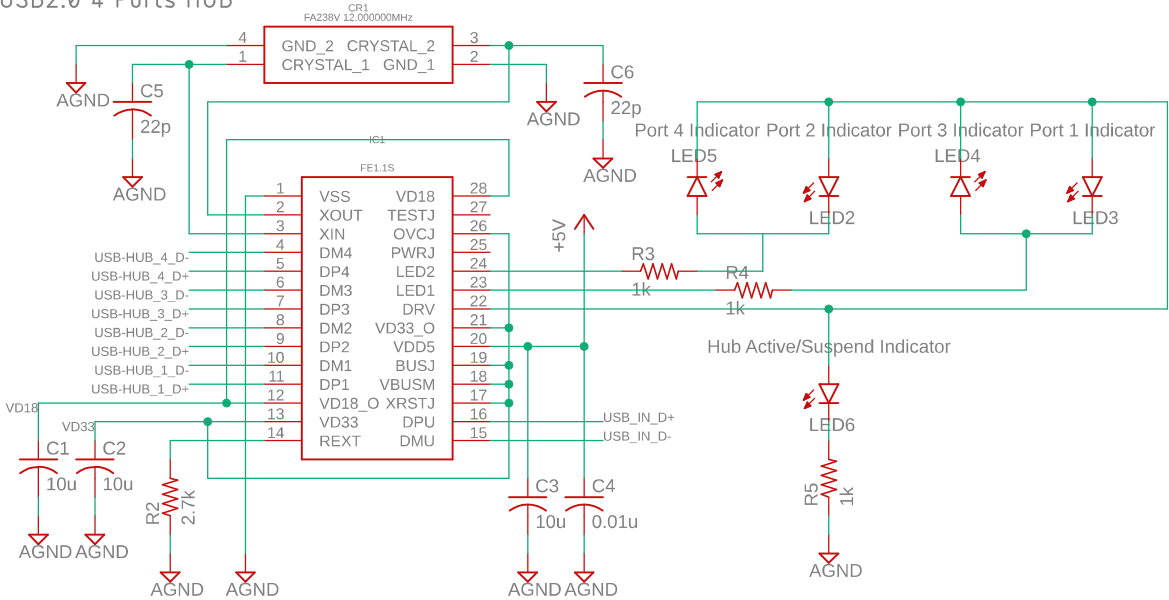 USB2.0 4 Ports HUB
CR1
FA238V 12.000000MHz
4 GND_2 CRYSTAL_2 3
1 CRYSTAL_1 GND_1 2
AGND
C5
22p
AGND
AGND
C6
22p
AGND
Port 4 Indicator Port 2 Indicator Port 3 Indicator Port 1 Indicator
LED5
LED2
LED4
LED3
IC1
FE1.1S
1 VSS VD18 28
2 XOUT TESTJ 27
3 XIN OVCJ 26
USB-HUB_4_D- 4 DM4 PWRJ 25
USB-HUB_4_D+ 5 DP4 LED2 24
USB-HUB_3_D- 6 DM3 LED1 23
USB-HUB_3_D+ 7 DP3 DRV 22
USB-HUB_2_D- 8 DM2 VD33_O 21
USB-HUB_2_D+ 9 DP2 VDD5 20
USB-HUB_1_D- 10 DM1 BUSJ 19
USB-HUB_1_D+ 11 DP1 VBUSM 18
12 VD18_O XRSTJ 17
13 VD33 DPU 16 USB_IN_D+
14 REXT DMU 15 USB_IN_D-
+5V
R3
1k
R4
1k
Hub Active/Suspend Indicator
LED6
R5
1k
AGND
VD18
VD33
C1
10u
C2
10u
AGND AGND
R2
2.7k
AGND
AGND
C3
10u
C4
0.01u
AGND AGND